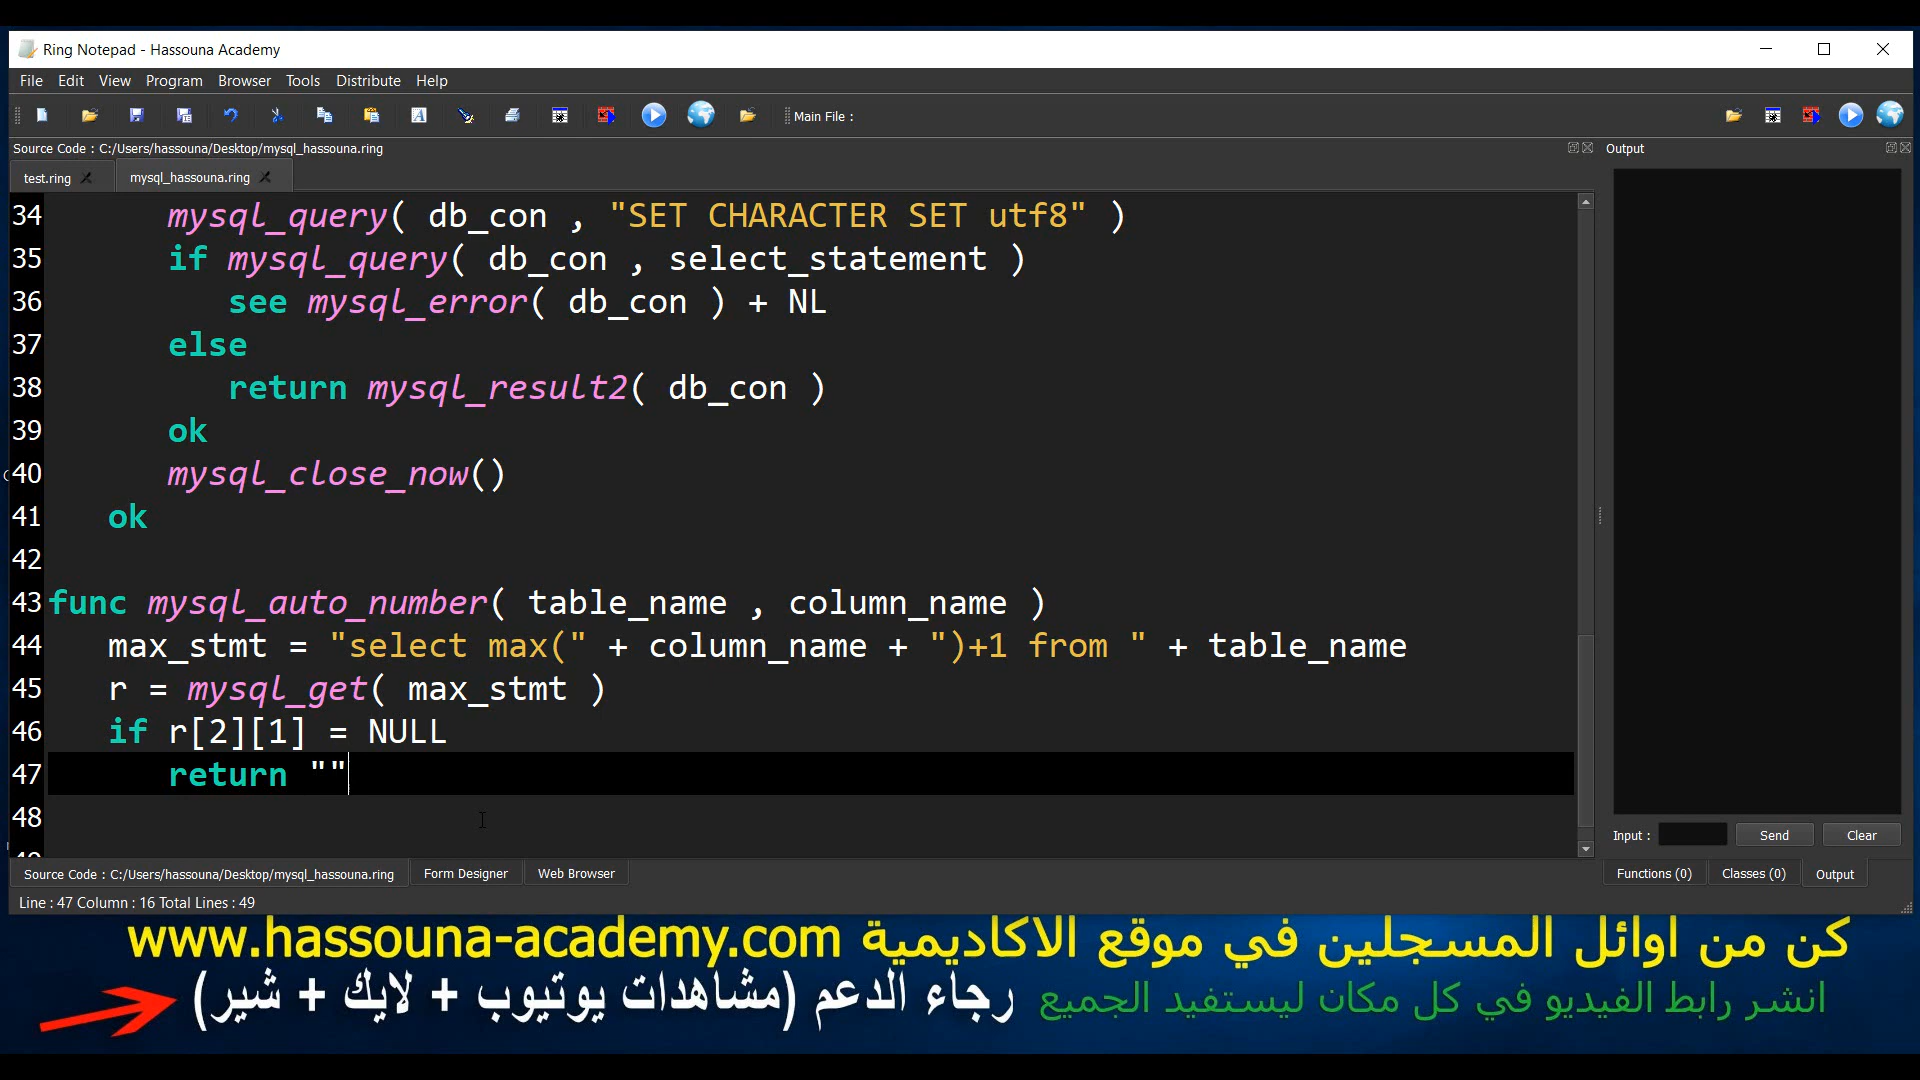 Ring Notepad - Hassouna Academy
File Edit View Program Browser Tools Distribute Help
Main File :
Source Code : C:/Users/hassouna/Desktop/mysql_hassouna.ring
Output
test.ring mysql_hassouna.ring
34 mysql_query( db_con , "SET CHARACTER SET utf8" )
35 if mysql_query( db_con , select_statement )
36 see mysql_error( db_con ) + NL
37 else
38 return mysql_result2( db_con )
39 ok
40 mysql_close_now()
41 ok
42
43 func mysql_auto_number( table_name , column_name )
44 max_stmt = "select max(" + column_name + ")+1 from " + table_name
45 r = mysql_get( max_stmt )
46 if r[2][1] = NULL
47 return ""
48
Input : Send Clear
Source Code : C:/Users/hassouna/Desktop/mysql_hassouna.ring Form Designer Web Browser
Functions (0) Classes (0) Output
Line : 47 Column : 16 Total Lines : 49
كن من اوائل المسجلين في موقع الاكاديمية www.hassouna-academy.com
انشر رابط الفيديو في كل مكان ليستفيد الجميع رجاء الدعم (مشاهدات يوتيوب + لايك + شير)